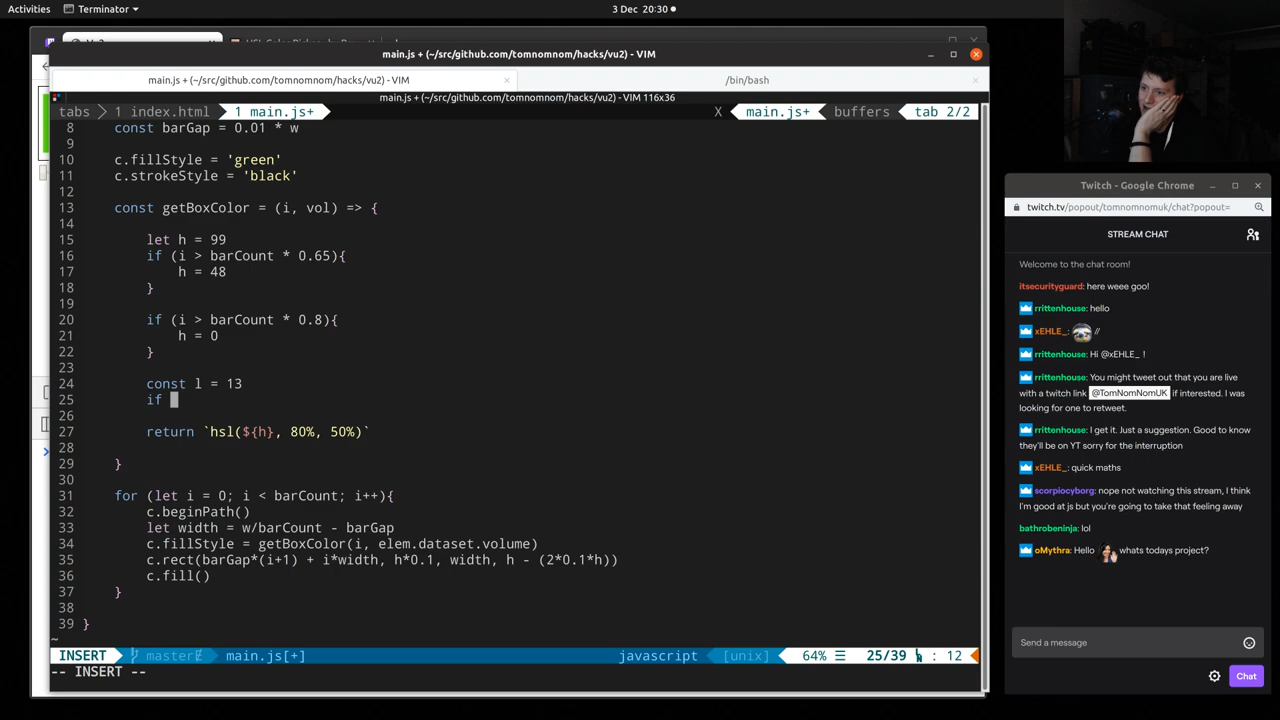 Activities
Terminator
3 Dec 20:30
main.js + (~/src/github.com/tomnomnom/hacks/vu2) - VIM
main.js + (~/src/github.com/tomnomnom/hacks/vu2) - VIM
/bin/bash
main.js + (~/src/github.com/tomnomnom/hacks/vu2) - VIM 116x36
tabs 1 index.html 1 main.js+ X main.js+ buffers tab 2/2
8 const barGap = 0.01 * w
9
10 c.fillStyle = 'green'
11 c.strokeStyle = 'black'
12
13 const getBoxColor = (i, vol) => {
14
15 let h = 99
16 if (i > barCount * 0.65){
17 h = 48
18 }
19
20 if (i > barCount * 0.8){
21 h = 0
22 }
23
24 const l = 13
25 if
26
27 return `hsl(${h}, 80%, 50%)`
28
29 }
30
31 for (let i = 0; i < barCount; i++){
32 c.beginPath()
33 let width = w/barCount - barGap
34 c.fillStyle = getBoxColor(i, elem.dataset.volume)
35 c.rect(barGap*(i+1) + i*width, h*0.1, width, h - (2*0.1*h))
36 c.fill()
37 }
38
39 }
~
INSERT master main.js[+] javascript [unix] 64% ☰ 25/39 : 12
-- INSERT --
Twitch - Google Chrome
twitch.tv/popout/tomnomnomuk/chat?popout=
STREAM CHAT
Welcome to the chat room!
itsecurityguard: here weee goo!
rrittenhouse: hello
xEHLE_: //
rrittenhouse: Hi @xEHLE_ !
rrittenhouse: You might tweet out that you are live
with a twitch link @TomNomNomUK if interested. I was
looking for one to retweet.
rrittenhouse: I get it. Just a suggestion. Good to know
they'll be on YT sorry for the interruption
xEHLE_: quick maths
scorpiocyborg: nope not watching this stream, I think
I'm good at js but you're going to take that feeling away
bathrobeninja: lol
oMythra: Hello whats todays project?
Send a message
Chat